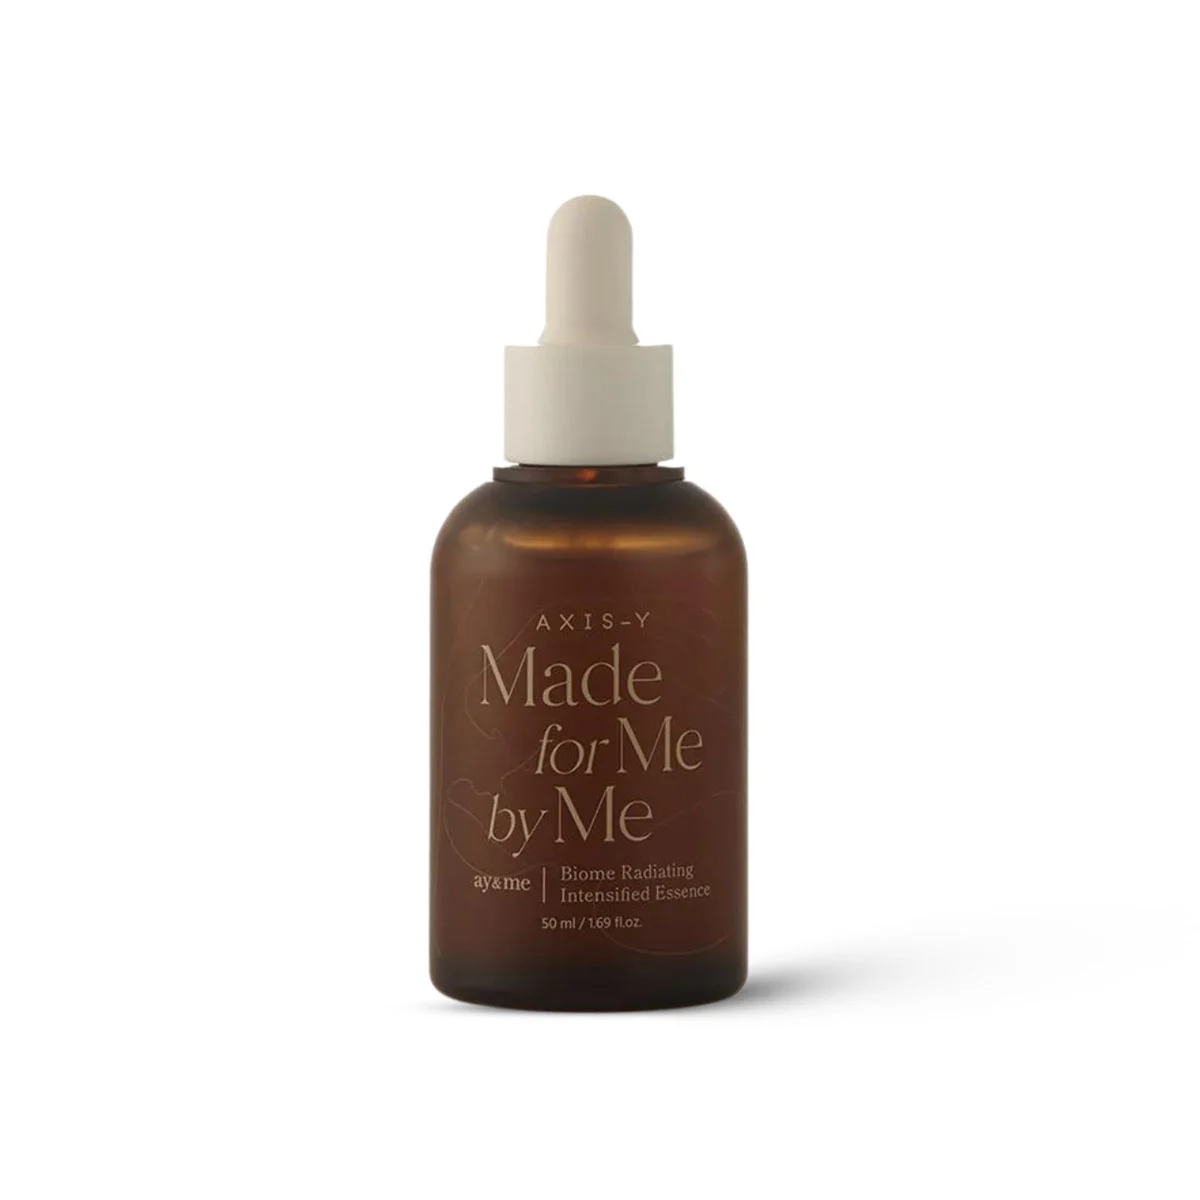 AXIS-Y
Made
for Me
by Me
ay&me | Biome Radiating
Intensified Essence
50 ml / 1.69 fl.oz.